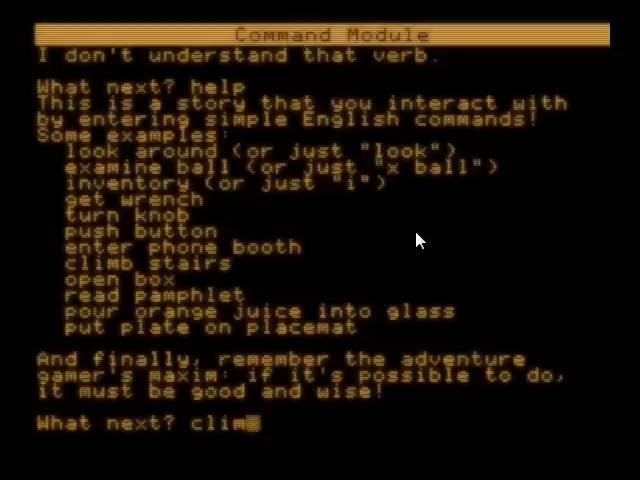 Command Module
I don't understand that verb.
What next? help
This is a story that you interact with
by entering simple English commands!
Some examples:
look around (or just "look")
examine ball (or just "x ball")
inventory (or just "i")
get wrench
turn knob
push button
enter phone booth
climb stairs
open box
read pamphlet
pour orange juice into glass
put plate on placemat
And finally, remember the adventure
gamer's maxim: if it's possible to do,
it must be good and wise!
What next? clim